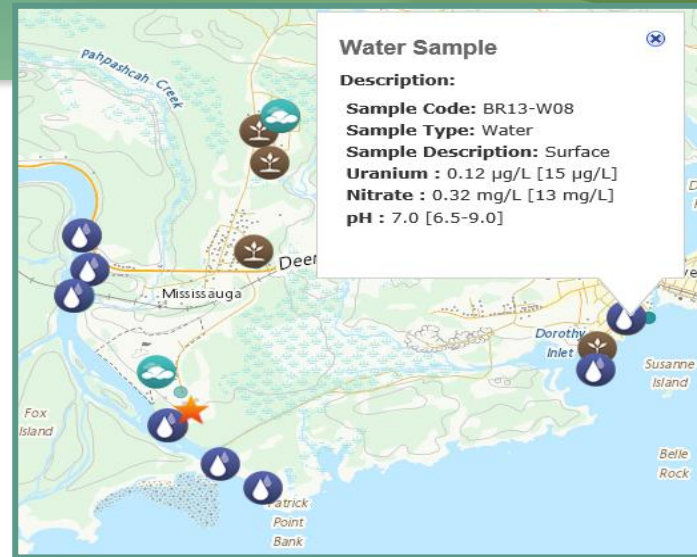 Pahpashcah Creek
Water Sample
Description:
Sample Code: BR13-W08
Sample Type: Water
Sample Description: Surface
Uranium : 0.12 µg/L [15 µg/L]
Nitrate : 0.32 mg/L [13 mg/L]
pH : 7.0 [6.5-9.0]
Mississauga
Dorothy
Inlet
Susanne
Island
Fox
Island
Belle
Rock
Patrick
Point
Bank